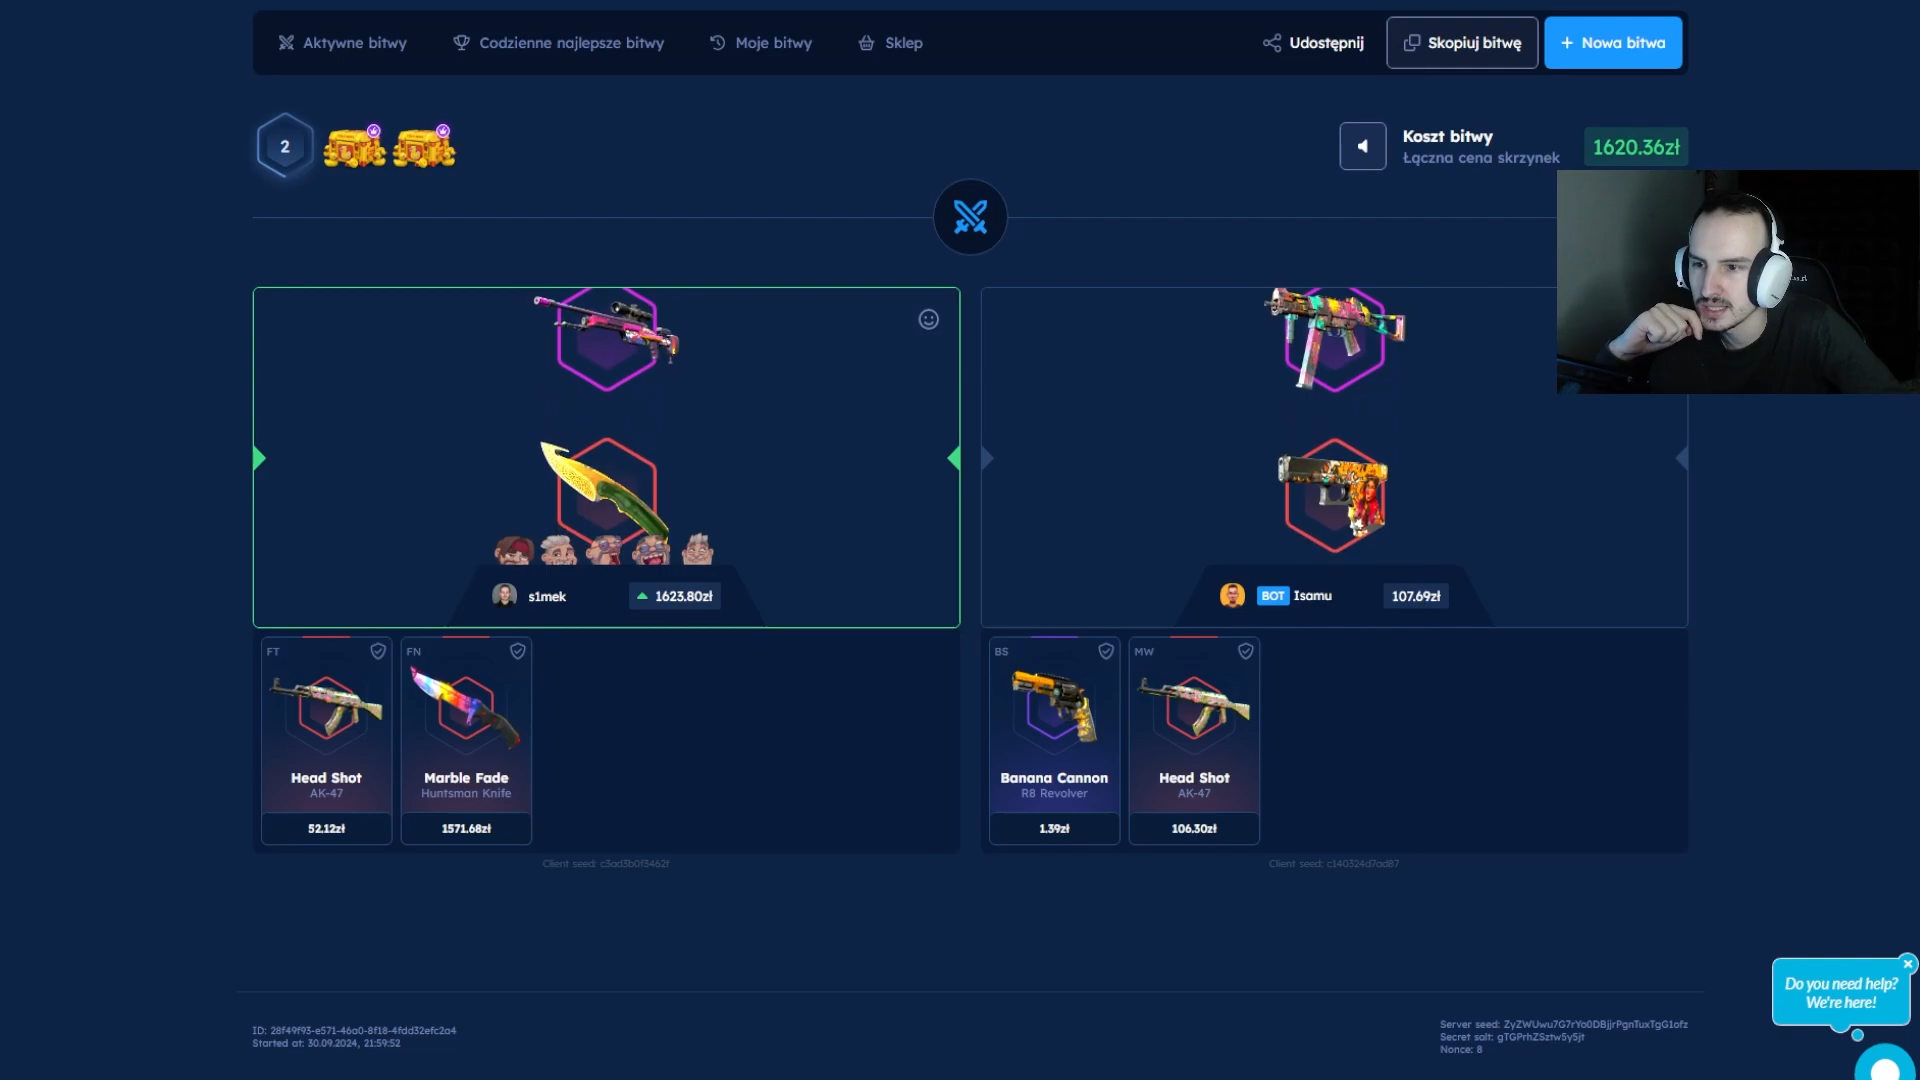 Aktywne bitwy
Codzienne najlepsze bitwy
Moje bitwy
Sklep
Udostępnij
Skopiuj bitwę
+ Nowa bitwa
2
Koszt bitwy
Łączna cena skrzynek
1620.36zł
s1mek
1623.80zł
BOT Isamu
107.69zł
FT
Head Shot
AK-47
52.12zł
FN
Marble Fade
Huntsman Knife
1571.68zł
BS
Banana Cannon
R8 Revolver
1.39zł
MW
Head Shot
AK-47
106.30zł
Client seed: c3ad3b0f3462f
Client seed: c140324d7ad87
Do you need help?
We're here!
ID: 28f49f93-e571-46a0-8f18-4fdd32efc2a4
Started at: 30.09.2024, 21:59:52
Server seed: ZyZWUwu7G7rYo0DBjjrPgnTuxTgG1ofz
Secret salt: gTGPrhZSztw5y5jt
Nonce: 8